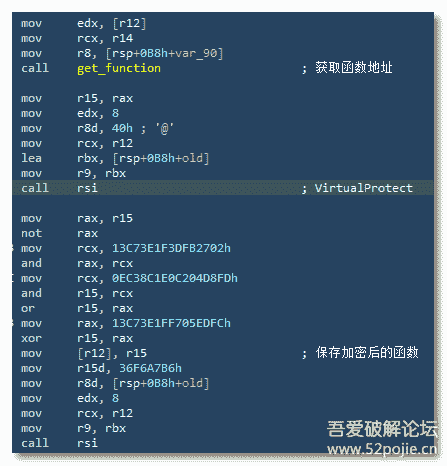 mov edx, [r12]
mov rcx, r14
mov r8, [rsp+0B8h+var_90]
call get_function ; 获取函数地址
mov r15, rax
mov edx, 8
mov r8d, 40h ; '@'
mov rcx, r12
lea rbx, [rsp+0B8h+old]
mov r9, rbx
call rsi ; VirtualProtect
mov rax, r15
not rax
mov rcx, 13C73E1F3DFB2702h
and rax, rcx
mov rcx, 0EC38C1E0C204D8FDh
and r15, rcx
or r15, rax
mov rax, 13C73E1FF705EDFCh
xor r15, rax
mov [r12], r15 ; 保存加密后的函数
mov r15d, 36F6A7B6h
mov r8d, [rsp+0B8h+old]
mov edx, 8
mov rcx, r12
mov r9, rbx
call rsi
吾爱破解论坛
www.52pojie.cn